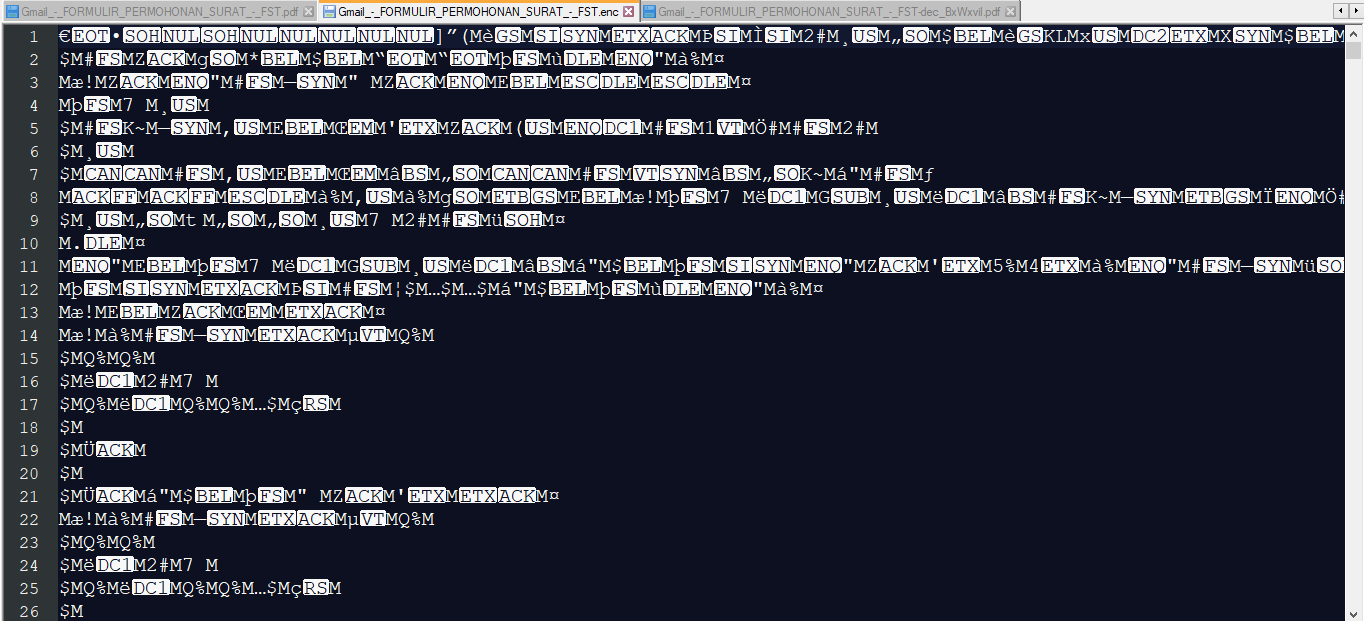 Gmail_-_FORMULIR_PERMOHONAN_SURAT_-_FST.pdf Gmail_-_FORMULIR_PERMOHONAN_SURAT_-_FST.enc Gmail_-_FORMULIR_PERMOHONAN_SURAT_-_FST-dec_BxWxvil.pdf
1 €EOT•SOHNULSOHNULNULNULNULNUL]”(MèGSMSISYNMETXACKMÞSIMÌSIM2#M¸USM„SOM$BELMèGSKLMxUSMDC2ETXMXSYNM$BELM
2 $M#FSMZACKMgSOM*BELM$BELM“EOTM“EOTMþFSMùDLEMENQ"Mà%M¤
3 Mæ!MZACKMENQ"M#FSM—SYNM" MZACKMENQMEBELMESCDLEMESCDLEM¤
4 MþFSM7 M¸USM
5 $M#FSK~M—SYNM,USMEBELMŒEMM'ETXMZACKM(USMENQDC1M#FSM1VTMÖ#M#FSM2#M
6 $M¸USM
7 $MCANCANM#FSM,USMEBELMŒEMMâBSM„SOMCANCANM#FSMVTSYNMâBSM„SOK~Má"M#FSMƒ
8 MACKFFMACKFFMESCDLEMà%M,USMà%MgSOMETBGSMEBELMæ!MþFSM7 MëDC1MGSUBM¸USMëDC1MâBSM#FSK~M—SYNMETBGSMÏENQMÖ#
9 $M¸USM„SOMt M„SOM„SOM¸USM7 M2#M#FSMüSOHM¤
10 M.DLEM¤
11 MENQ"MEBELMþFSM7 MëDC1MGSUBM¸USMëDC1MâBSMá"M$BELMþFSMSISYNMENQ"MZACKM'ETXM5%M4ETXMà%MENQ"M#FSM—SYNMüSO
12 MþFSMSISYNMETXACKMÞSIM#FSM¦$M…$M…$Má"M$BELMþFSMùDLEMENQ"Mà%M¤
13 Mæ!MEBELMZACKMŒEMMETXACKM¤
14 Mæ!Mà%M#FSM—SYNMETXACKMµVTMQ%M
15 $MQ%MQ%M
16 $MëDC1M2#M7 M
17 $MQ%MëDC1MQ%MQ%M…$MçRSM
18 $M
19 $MÜACKM
20 $M
21 $MÜACKMá"M$BELMþFSM" MZACKM'ETXMETXACKM¤
22 Mæ!Mà%M#FSM—SYNMETXACKMµVTMQ%M
23 $MQ%MQ%M
24 $MëDC1M2#M7 M
25 $MQ%MëDC1MQ%MQ%M…$MçRSM
26 $M